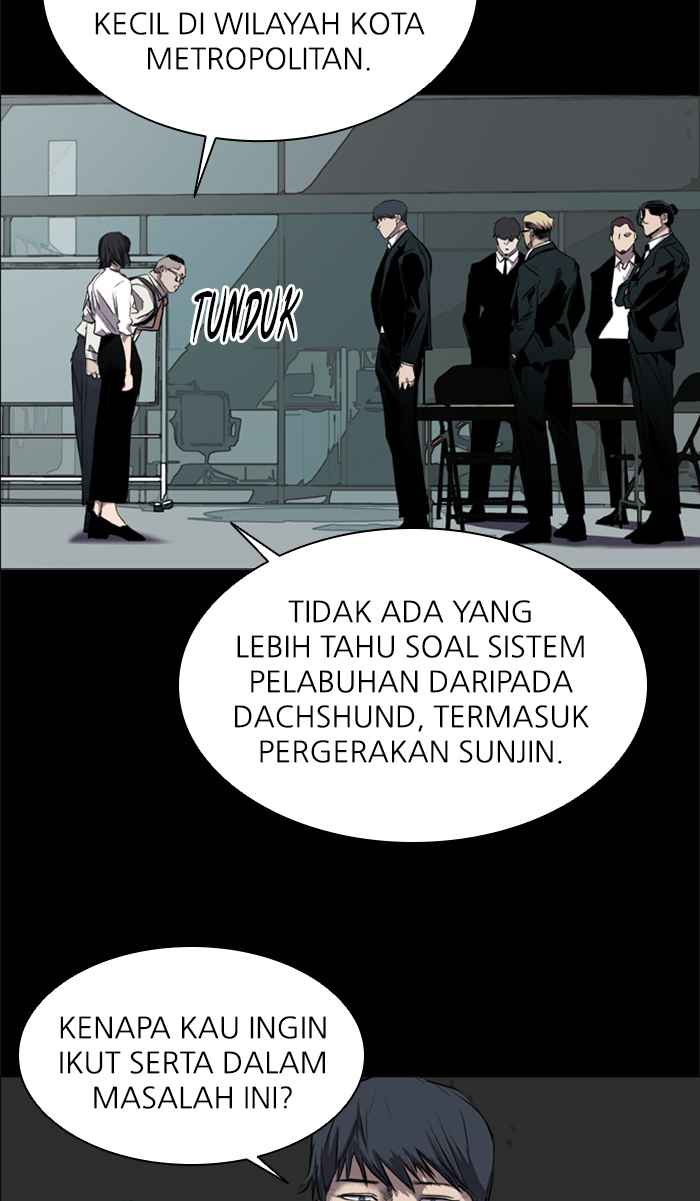 KECIL DI WILAYAH KOTA
METROPOLITAN.
TUNDUK
TIDAK ADA YANG
LEBIH TAHU SOAL SISTEM
PELABUHAN DARIPADA
DACHSHUND, TERMASUK
PERGERAKAN SUNJIN.
KENAPA KAU INGIN
IKUT SERTA DALAM
MASALAH INI?